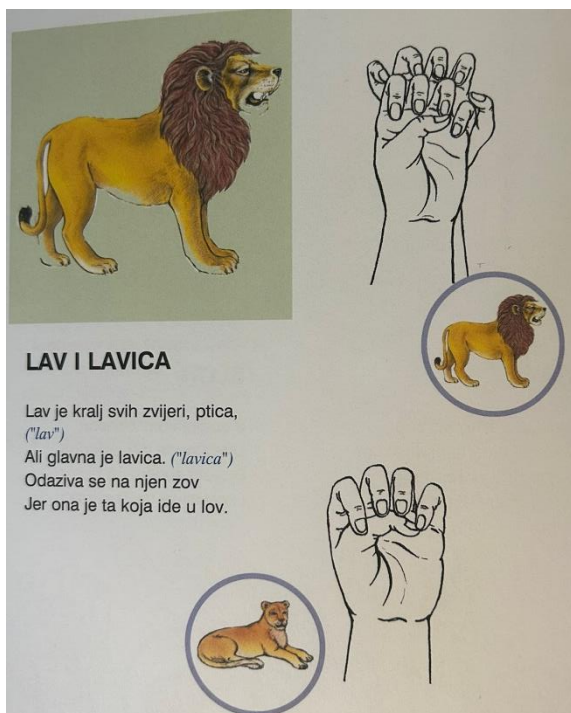 LAV I LAVICA
Lav je kralj svih zvijeri, ptica,
("lav")
Ali glavna je lavica. ("lavica")
Odaziva se na njen zov
Jer ona je ta koja ide u lov.